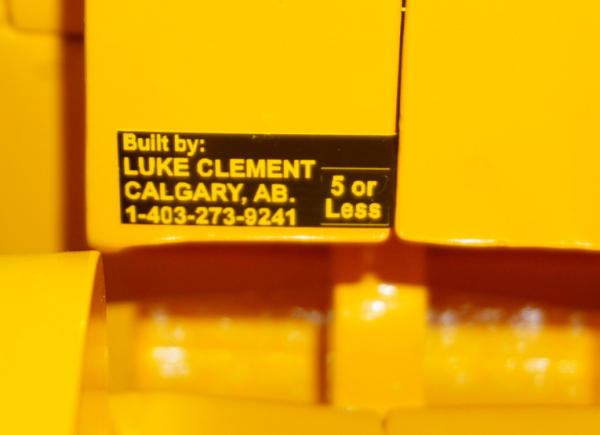 Built by:
LUKE CLEMENT
CALGARY, AB.
1-403-273-9241
5 or
Less